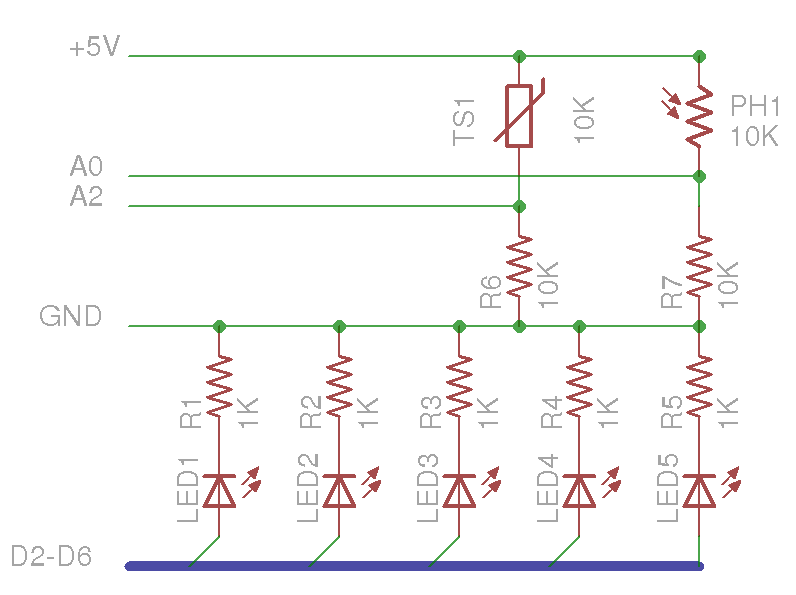 +5V
TS1
10K
PH1
10K
A0
A2
R6
10K
R7
10K
GND
R1
1K
R2
1K
R3
1K
R4
1K
R5
1K
LED1
LED2
LED3
LED4
LED5
D2-D6